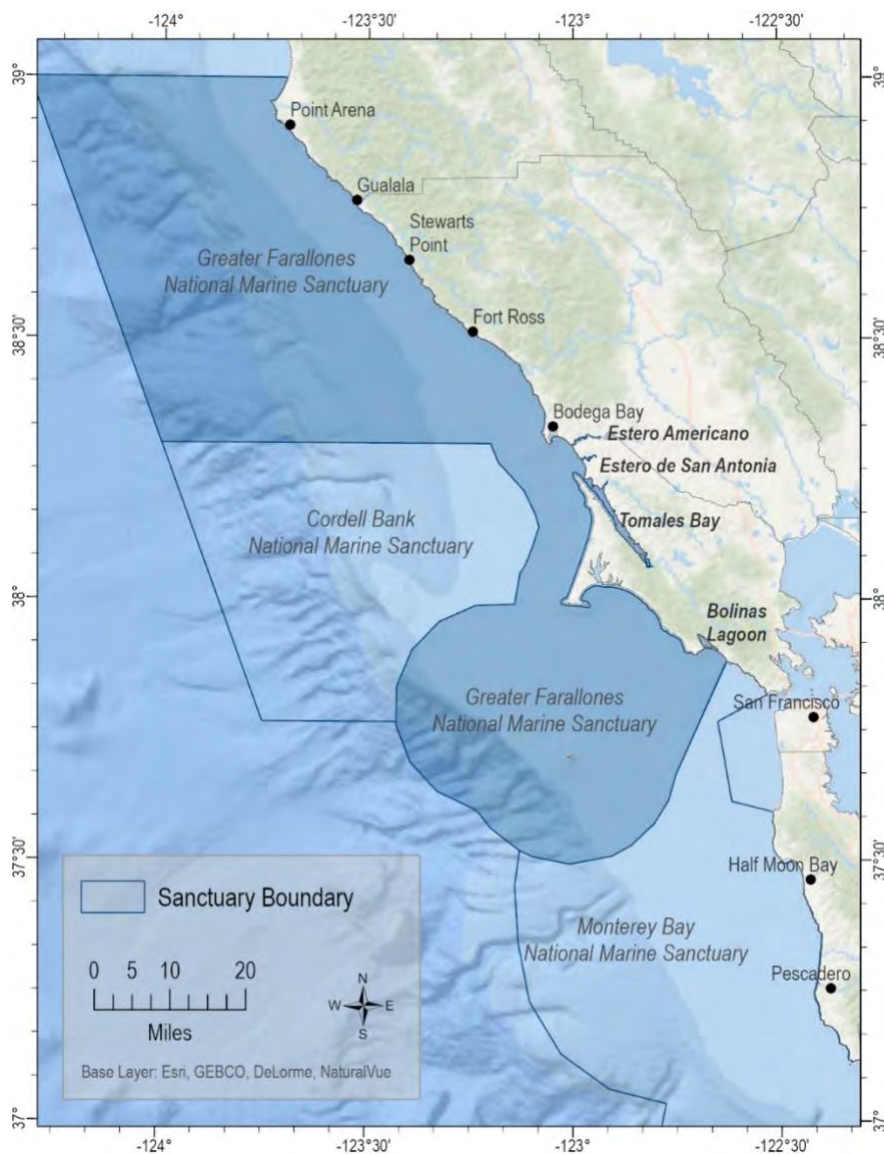 -124°
-123°30'
-123°
-122°30'
39°
39°
Point Arena
Gualala
Stewarts
Point
Greater Farallones
National Marine Sanctuary
Fort Ross
38°30'
38°30'
Bodega Bay
Estero Americano
Estero de San Antonia
Cordell Bank
National Marine Sanctuary
Tomales Bay
38°
38°
Bolinas
Lagoon
Greater Farallones
National Marine Sanctuary
San Francisco
37°30'
37°30'
Half Moon Bay
Sanctuary Boundary
Monterey Bay
National Marine Sanctuary
Pescadero
0 5 10 20
Miles
N
W E
S
Base Layer: Esri, GEBCO, DeLorme, NaturalVue
37°
37°
-124°
-123°30'
-123°
-122°30'